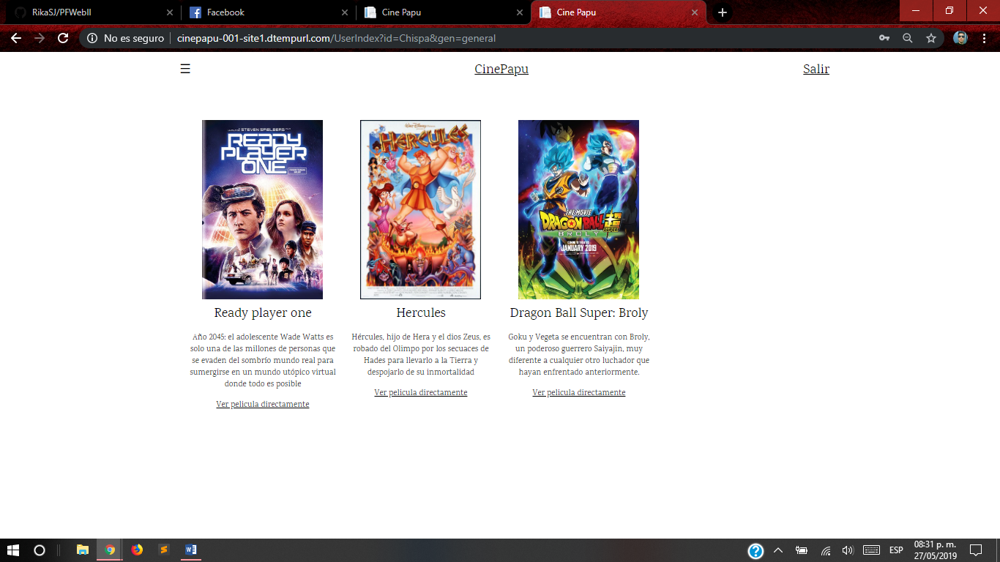 RikaSJ/PFWebII
Facebook
Cine Papu
Cine Papu
No es seguro
cinepapu-001-site1.dtempurl.com/UserIndex?id=Chispa&gen=general
☰
CinePapu
Salir
STEVEN SPIELBERG
READY
PLAYER
ONE
HERCULES
THE MOVIE
DRAGONBALL
SUPER
BROLY
COMING TO THEATERS
JANUARY 2019
Ready player one
Año 2045: el adolescente Wade Watts es
solo una de las millones de personas que
se evaden del sombrío mundo real para
sumergirse en un mundo utópico virtual
donde todo es posible
Ver pelicula directamente
Hercules
Hércules, hijo de Hera y el dios Zeus, es
robado del Olimpo por los secuaces de
Hades para llevarlo a la Tierra y
despojarlo de su inmortalidad
Ver pelicula directamente
Dragon Ball Super: Broly
Goku y Vegeta se encuentran con Broly,
un poderoso guerrero Saiyajin, muy
diferente a cualquier otro luchador que
hayan enfrentado anteriormente.
Ver pelicula directamente
ESP
08:31 p. m.
27/05/2019